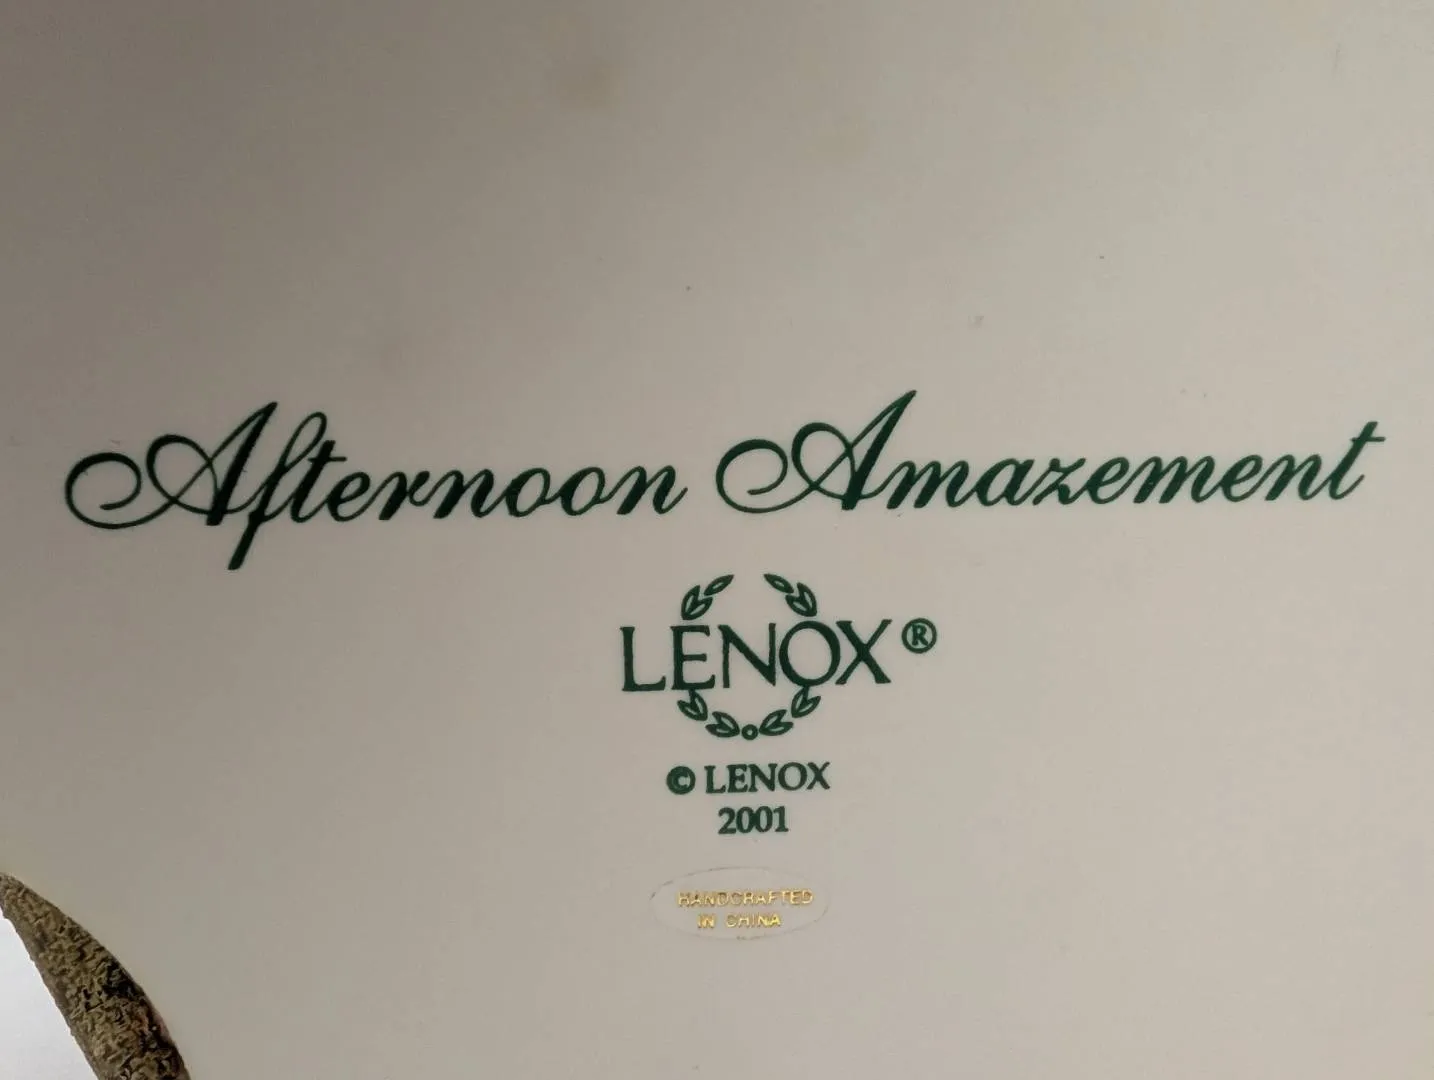 Afternoon Amazement
LENOX®
© LENOX
2001
HANDCRAFTED
IN CHINA